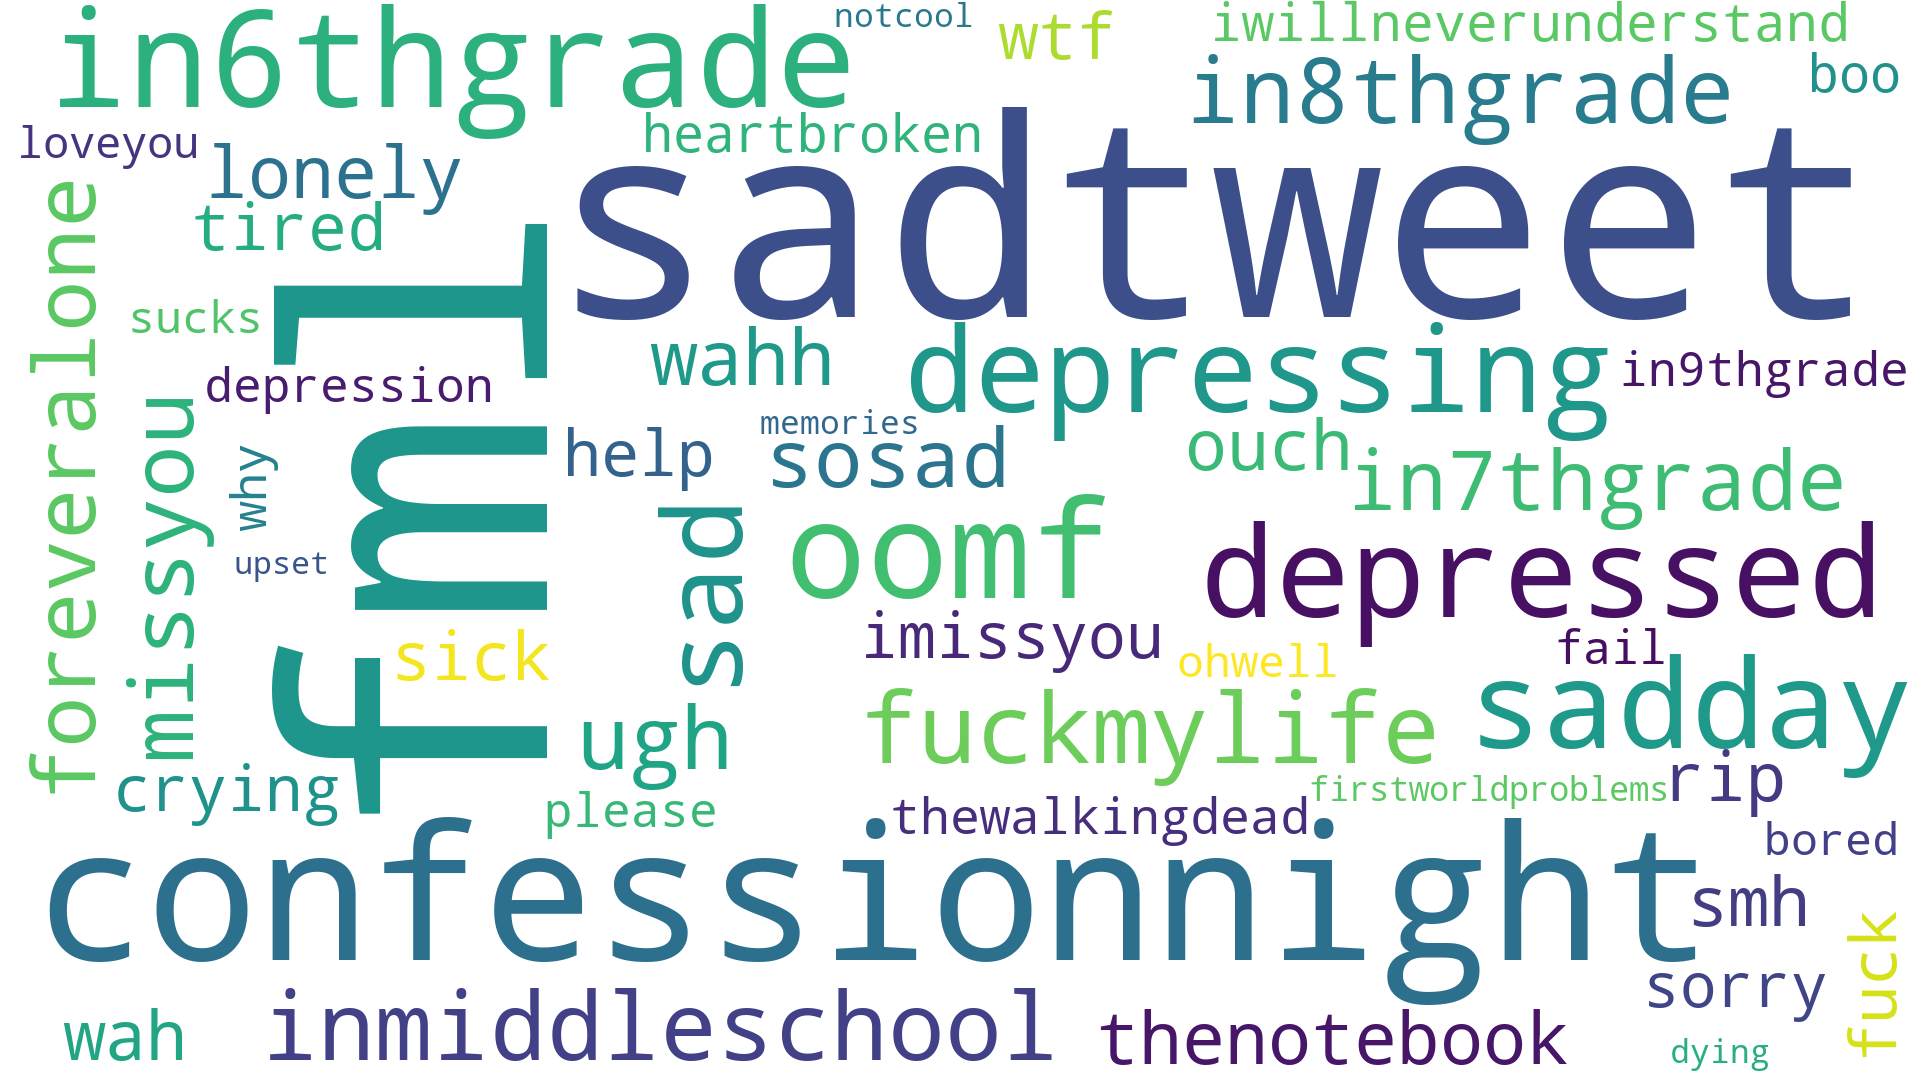 in6thgrade
notcool
wtf
iwillneverunderstand
in8thgrade
boo
loveyou
lonely
heartbroken
sadtweet
tired
foreveralone
sucks
fml
wahh
depressing
in9thgrade
depression
missyou
memories
why
help
sosad
ouch
in7thgrade
upset
sad
oomf
depressed
sick
imissyou
ohwell
fail
ugh
fuckmylife
sadday
crying
please
thewalkingdead
firstworldproblems
rip
confessionnight
bored
smh
fuck
wah
inmiddleschool
thenotebook
sorry
dying